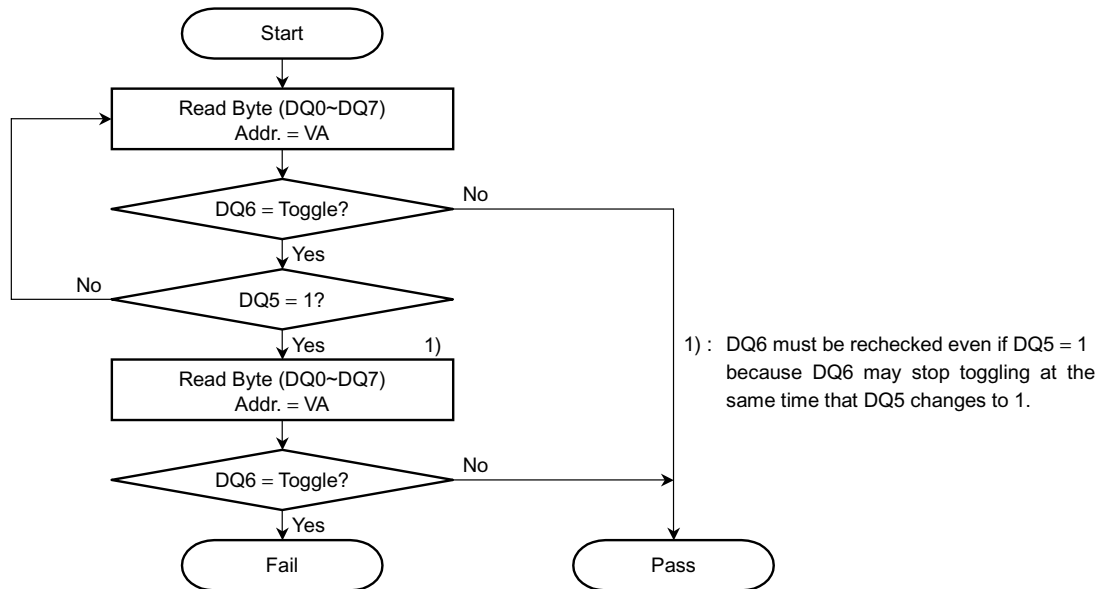 Start
Read Byte (DQ0~DQ7)
Addr. = VA
DQ6 = Toggle?
No
Yes
No
DQ5 = 1?
Yes
1)
Read Byte (DQ0~DQ7)
Addr. = VA
1) : DQ6 must be rechecked even if DQ5 = 1
because DQ6 may stop toggling at the
same time that DQ5 changes to 1.
DQ6 = Toggle?
No
Yes
Fail
Pass